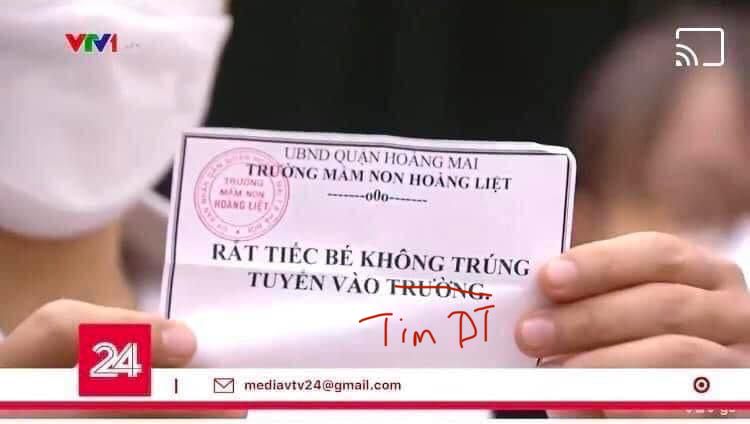 VTV1
UBND QUẬN HOÀNG MAI
TRƯỜNG MẦM NON HOÀNG LIỆT
-------o0o-------
TRƯỜNG
MẦM NON
HOÀNG LIỆT
RẤT TIẾC BÉ KHÔNG TRÚNG
TUYỂN VÀO TRƯỜNG.
Tim DT
24
mediavtv24@gmail.com